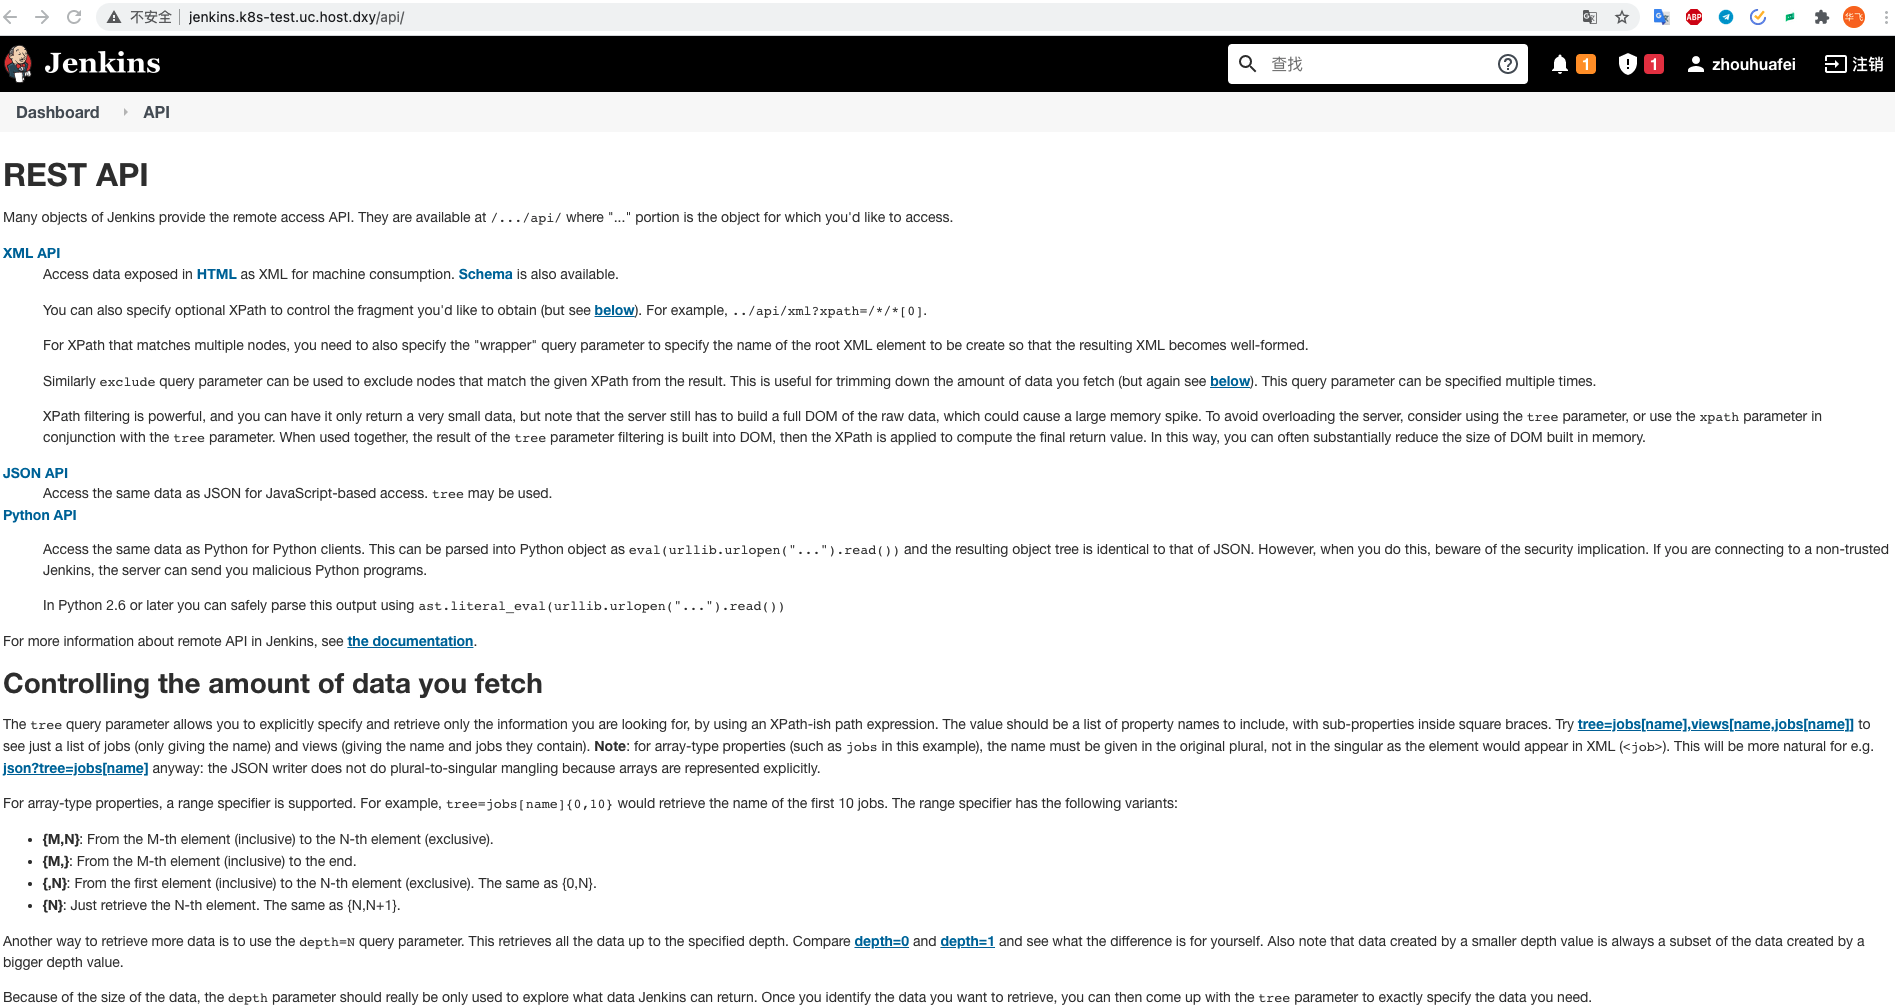 不安全 | jenkins.k8s-test.uc.host.dxy/api/
ABP
华飞
Jenkins
查找
1
1
zhouhuafei
注销
Dashboard
API
REST API
Many objects of Jenkins provide the remote access API. They are available at /.../api/ where "..." portion is the object for which you'd like to access.
XML API
Access data exposed in HTML as XML for machine consumption. Schema is also available.
You can also specify optional XPath to control the fragment you'd like to obtain (but see below). For example, ../api/xml?xpath=/*/*[0].
For XPath that matches multiple nodes, you need to also specify the "wrapper" query parameter to specify the name of the root XML element to be create so that the resulting XML becomes well-formed.
Similarly exclude query parameter can be used to exclude nodes that match the given XPath from the result. This is useful for trimming down the amount of data you fetch (but again see below). This query parameter can be specified multiple times.
XPath filtering is powerful, and you can have it only return a very small data, but note that the server still has to build a full DOM of the raw data, which could cause a large memory spike. To avoid overloading the server, consider using the tree parameter, or use the xpath parameter in
conjunction with the tree parameter. When used together, the result of the tree parameter filtering is built into DOM, then the XPath is applied to compute the final return value. In this way, you can often substantially reduce the size of DOM built in memory.
JSON API
Access the same data as JSON for JavaScript-based access. tree may be used.
Python API
Access the same data as Python for Python clients. This can be parsed into Python object as eval(urllib.urlopen("...").read()) and the resulting object tree is identical to that of JSON. However, when you do this, beware of the security implication. If you are connecting to a non-trusted
Jenkins, the server can send you malicious Python programs.
In Python 2.6 or later you can safely parse this output using ast.literal_eval(urllib.urlopen("...").read())
For more information about remote API in Jenkins, see the documentation.
Controlling the amount of data you fetch
The tree query parameter allows you to explicitly specify and retrieve only the information you are looking for, by using an XPath-ish path expression. The value should be a list of property names to include, with sub-properties inside square braces. Try tree=jobs[name],views[name,jobs[name]] to
see just a list of jobs (only giving the name) and views (giving the name and jobs they contain). Note: for array-type properties (such as jobs in this example), the name must be given in the original plural, not in the singular as the element would appear in XML (<job>). This will be more natural for e.g.
json?tree=jobs[name] anyway: the JSON writer does not do plural-to-singular mangling because arrays are represented explicitly.
For array-type properties, a range specifier is supported. For example, tree=jobs[name]{0,10} would retrieve the name of the first 10 jobs. The range specifier has the following variants:
• {M,N}: From the M-th element (inclusive) to the N-th element (exclusive).
• {M,}: From the M-th element (inclusive) to the end.
• {,N}: From the first element (inclusive) to the N-th element (exclusive). The same as {0,N}.
• {N}: Just retrieve the N-th element. The same as {N,N+1}.
Another way to retrieve more data is to use the depth=N query parameter. This retrieves all the data up to the specified depth. Compare depth=0 and depth=1 and see what the difference is for yourself. Also note that data created by a smaller depth value is always a subset of the data created by a
bigger depth value.
Because of the size of the data, the depth parameter should really be only used to explore what data Jenkins can return. Once you identify the data you want to retrieve, you can then come up with the tree parameter to exactly specify the data you need.